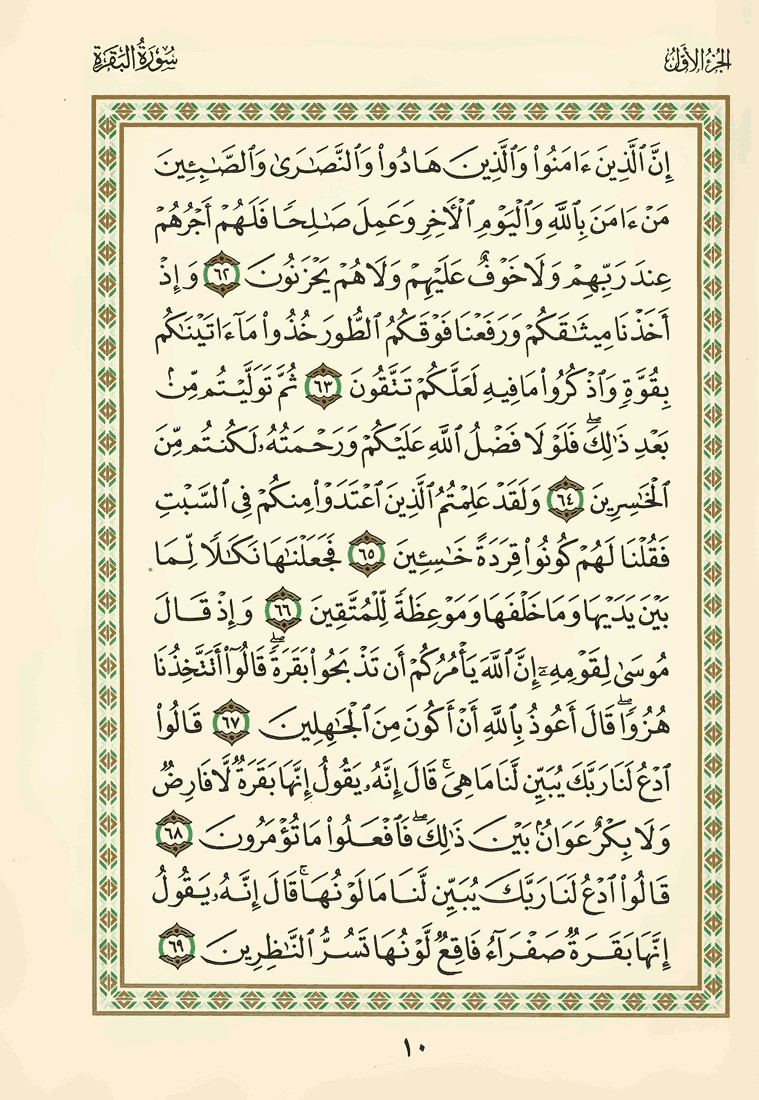 الجزء الأول
سورة البقرة
إِنَّ ٱلَّذِينَ ءَامَنُوا۟ وَٱلَّذِينَ هَادُوا۟ وَٱلنَّصَٰرَىٰ وَٱلصَّٰبِـِٔينَ
مَنْ ءَامَنَ بِٱللَّهِ وَٱلْيَوْمِ ٱلْءَاخِرِ وَعَمِلَ صَٰلِحًا فَلَهُمْ أَجْرُهُمْ
عِندَ رَبِّهِمْ وَلَا خَوْفٌ عَلَيْهِمْ وَلَا هُمْ يَحْزَنُونَ ٦٢ وَإِذْ
أَخَذْنَا مِيثَٰقَكُمْ وَرَفَعْنَا فَوْقَكُمُ ٱلطُّورَ خُذُوا۟ مَآ ءَاتَيْنَٰكُم
بِقُوَّةٍ وَٱذْكُرُوا۟ مَا فِيهِ لَعَلَّكُمْ تَتَّقُونَ ٦٣ ثُمَّ تَوَلَّيْتُم مِّنۢ
بَعْدِ ذَٰلِكَ ۖ فَلَوْلَا فَضْلُ ٱللَّهِ عَلَيْكُمْ وَرَحْمَتُهُۥ لَكُنتُم مِّنَ
ٱلْخَٰسِرِينَ ٦٤ وَلَقَدْ عَلِمْتُمُ ٱلَّذِينَ ٱعْتَدَوْا۟ مِنكُمْ فِى ٱلسَّبْتِ
فَقُلْنَا لَهُمْ كُونُوا۟ قِرَدَةً خَٰسِـِٔينَ ٦٥ فَجَعَلْنَٰهَا نَكَٰلًا لِّمَا
بَيْنَ يَدَيْهَا وَمَا خَلْفَهَا وَمَوْعِظَةً لِّلْمُتَّقِينَ ٦٦ وَإِذْ قَالَ
مُوسَىٰ لِقَوْمِهِۦٓ إِنَّ ٱللَّهَ يَأْمُرُكُمْ أَن تَذْبَحُوا۟ بَقَرَةً ۖ قَالُوٓا۟ أَتَتَّخِذُنَا
هُزُوًا ۖ قَالَ أَعُوذُ بِٱللَّهِ أَنْ أَكُونَ مِنَ ٱلْجَٰهِلِينَ ٦٧ قَالُوا۟
ٱدْعُ لَنَا رَبَّكَ يُبَيِّن لَّنَا مَا هِىَ ۚ قَالَ إِنَّهُۥ يَقُولُ إِنَّهَا بَقَرَةٌ لَّا فَارِضٌ
وَلَا بِكْرٌ عَوَانٌۢ بَيْنَ ذَٰلِكَ ۖ فَٱفْعَلُوا۟ مَا تُؤْمَرُونَ ٦٨
قَالُوا۟ ٱدْعُ لَنَا رَبَّكَ يُبَيِّن لَّنَا مَا لَوْنُهَا ۚ قَالَ إِنَّهُۥ يَقُولُ
إِنَّهَا بَقَرَةٌ صَفْرَآءُ فَاقِعٌ لَّوْنُهَا تَسُرُّ ٱلنَّٰظِرِينَ ٦٩
١٠